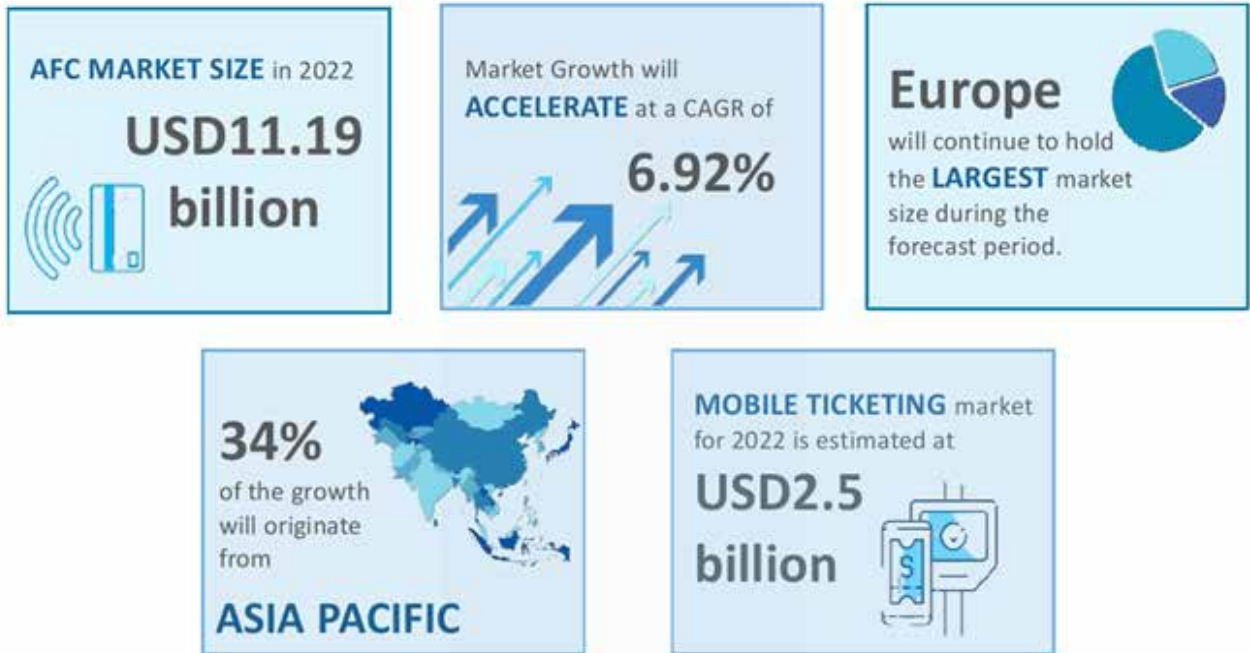 AFC MARKET SIZE in 2022
USD11.19
billion
Market Growth will
ACCELERATE at a CAGR of
6.92%
Europe
will continue to hold
the LARGEST market
size during the
forecast period.
34%
of the growth
will originate
from
ASIA PACIFIC
MOBILE TICKETING market
for 2022 is estimated at
USD2.5
billion
$